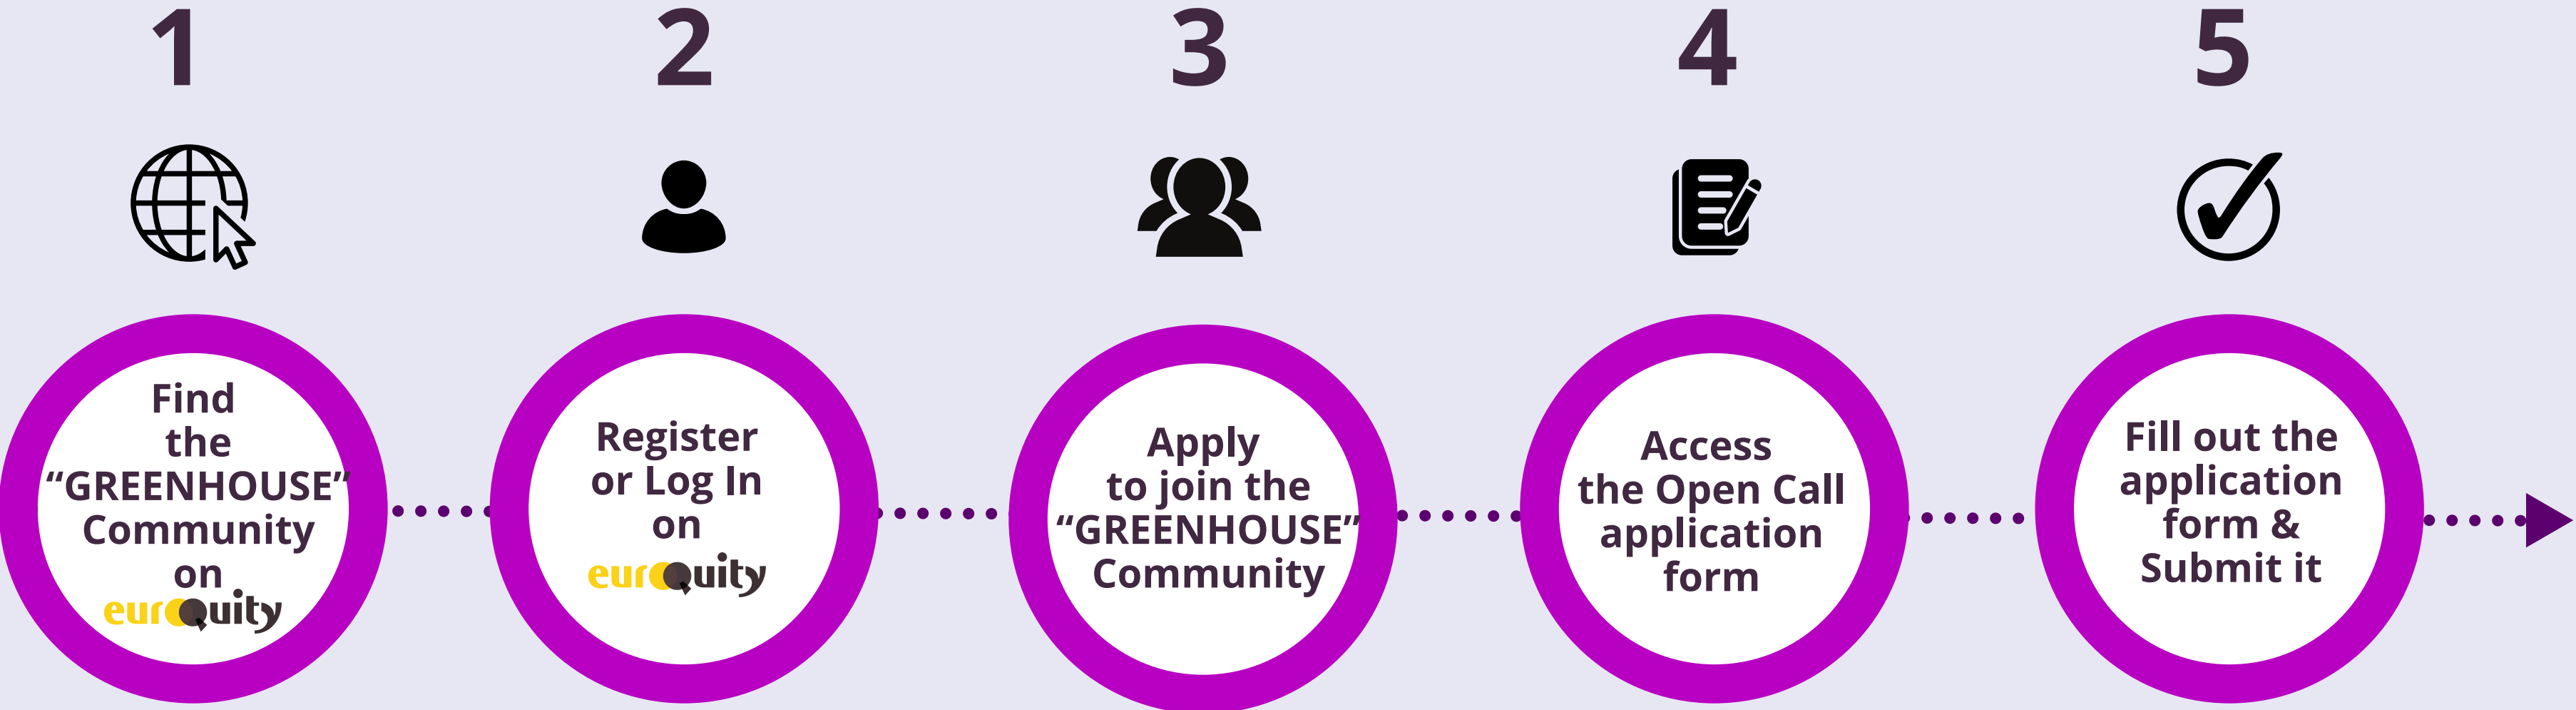 1
2
3
4
5
Find
the
“GREENHOUSE”
Community
on
euroQuity
Register
or Log In
on
euroQuity
Apply
to join the
“GREENHOUSE”
Community
Access
the Open Call
application
form
Fill out the
application
form &
Submit it